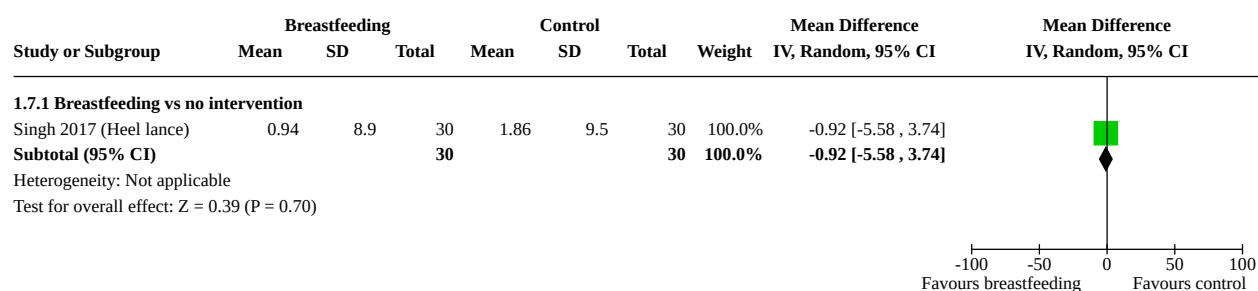 Breastfeeding Control Mean Difference Mean Difference
Study or Subgroup Mean SD Total Mean SD Total Weight IV, Random, 95% CI IV, Random, 95% CI
1.7.1 Breastfeeding vs no intervention
Singh 2017 (Heel lance) 0.94 8.9 30 1.86 9.5 30 100.0% -0.92 [-5.58 , 3.74]
Subtotal (95% CI) 30 30 100.0% -0.92 [-5.58 , 3.74]
Heterogeneity: Not applicable
Test for overall effect: Z = 0.39 (P = 0.70)
-100 -50 0 50 100
Favours breastfeeding Favours control